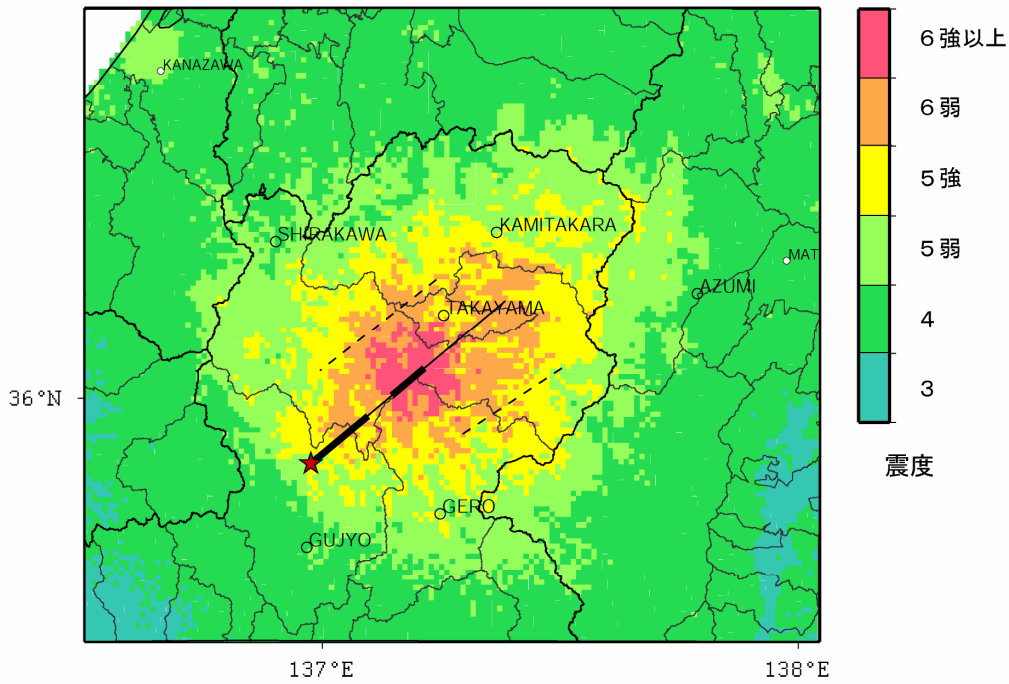 KANAZAWA
SHIRAKAWA
KAMITAKARA
MAT
AZUMI
TAKAYAMA
GERO
GUJYO
36°N
137°E
138°E
６強以上
６弱
５強
５弱
4
3
震度